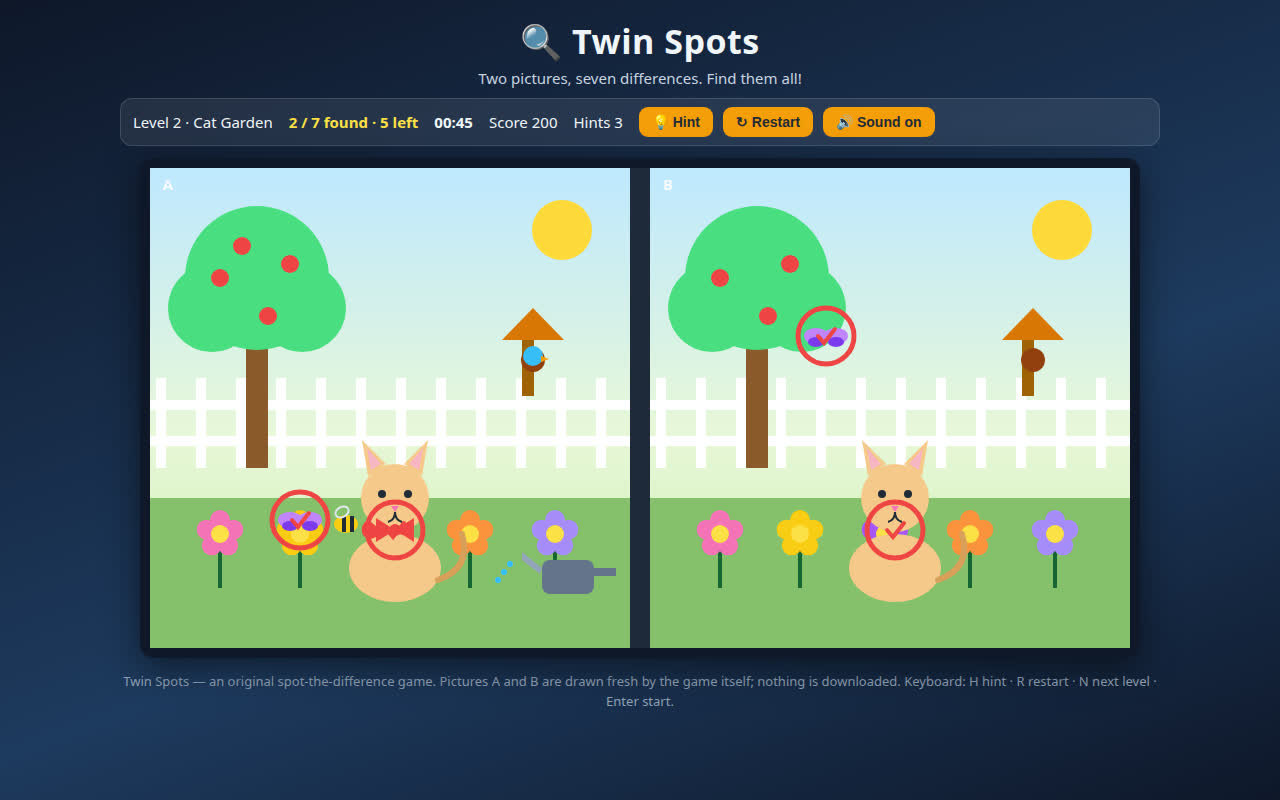 🔍 Twin Spots
Two pictures, seven differences. Find them all!
Level 2 · Cat Garden 2 / 7 found · 5 left 00:45 Score 200 Hints 3 💡 Hint ↻ Restart 🔊 Sound on
A B
Twin Spots — an original spot-the-difference game. Pictures A and B are drawn fresh by the game itself; nothing is downloaded. Keyboard: H hint · R restart · N next level ·
Enter start.